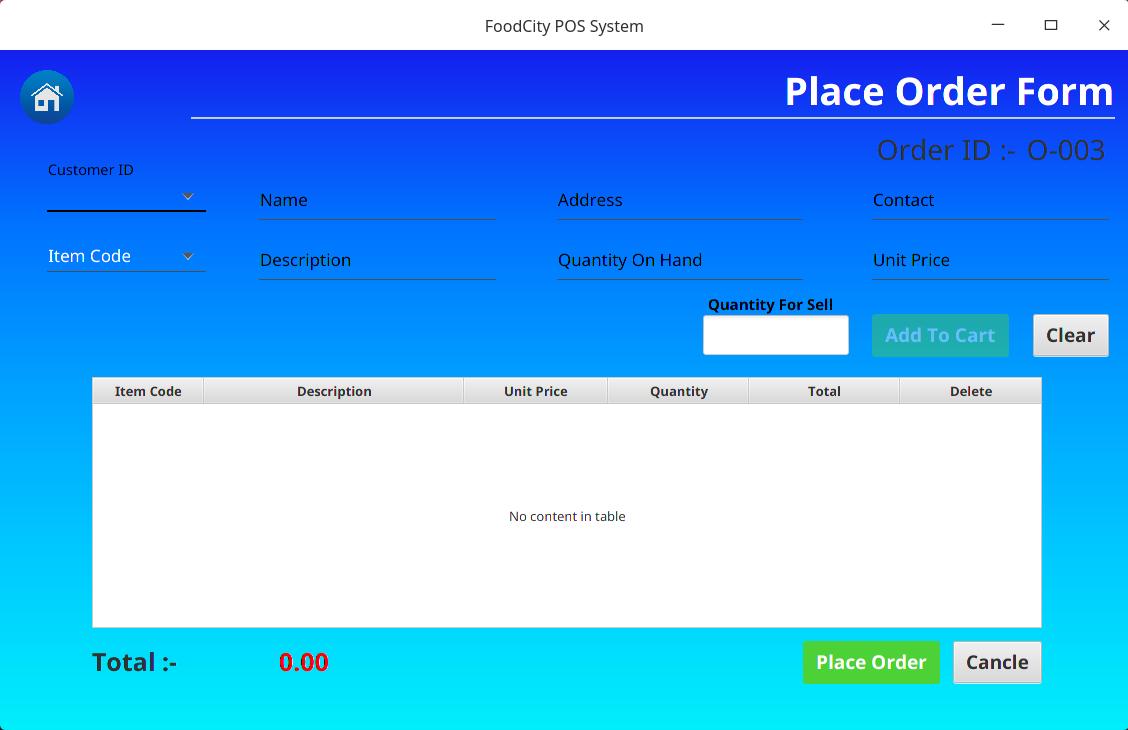 FoodCity POS System
Place Order Form
Order ID :- O-003
Customer ID
Name Address Contact
Item Code Description Quantity On Hand Unit Price
Quantity For Sell
Add To Cart Clear
Item Code Description Unit Price Quantity Total Delete
No content in table
Total :- 0.00 Place Order Cancle